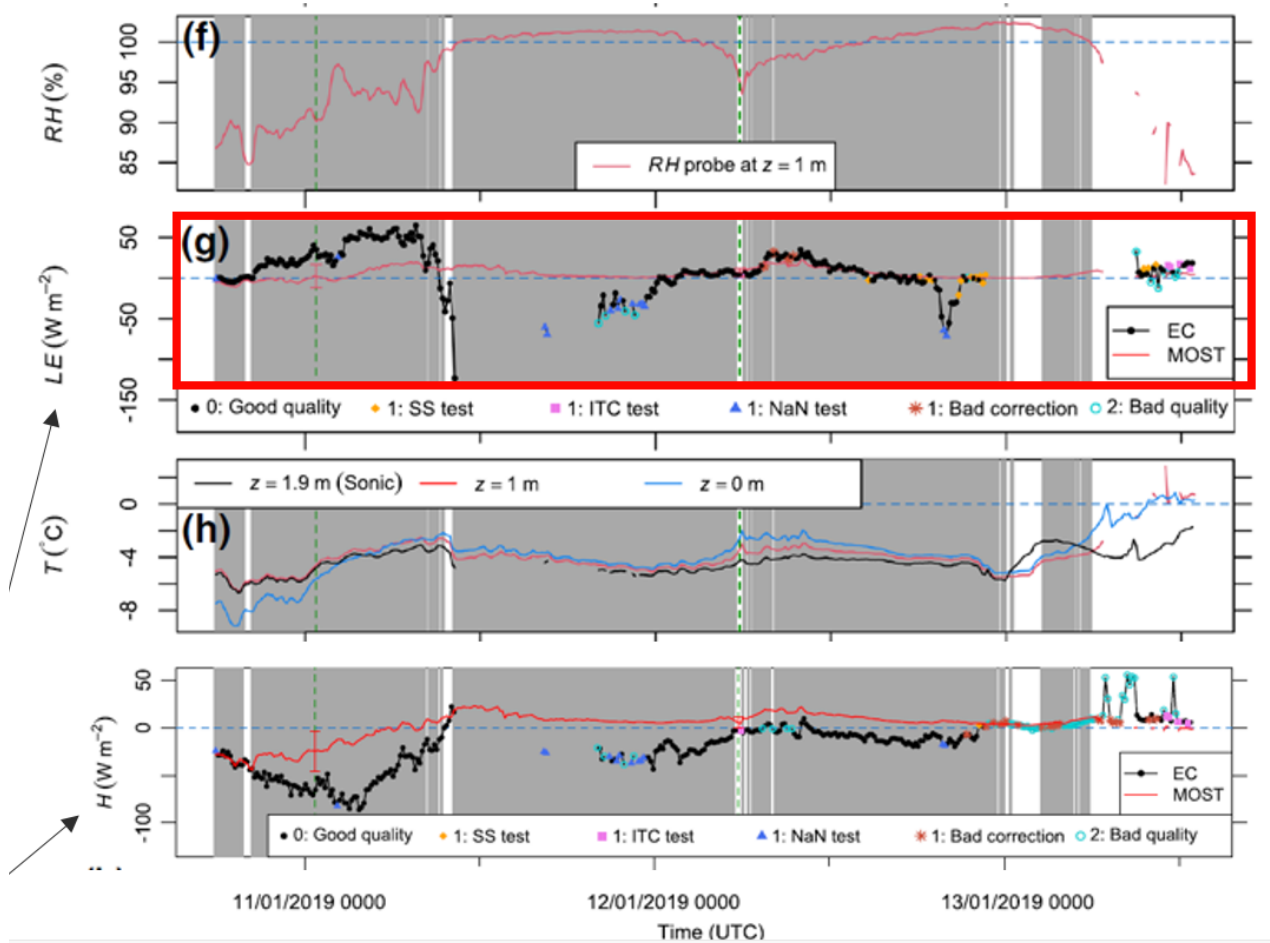 (f)
RH (%)
100
95
90
85
RH probe at z = 1 m
(g)
LE (W m⁻²)
50
-50
-150
EC
MOST
0: Good quality 1: SS test 1: ITC test 1: NaN test 1: Bad correction 2: Bad quality
z = 1.9 m (Sonic) z = 1 m z = 0 m
(h)
T (°C)
0
-4
-8
H (W m⁻²)
50
0
-100
EC
MOST
0: Good quality 1: SS test 1: ITC test 1: NaN test 1: Bad correction 2: Bad quality
11/01/2019 0000 12/01/2019 0000 13/01/2019 0000
Time (UTC)